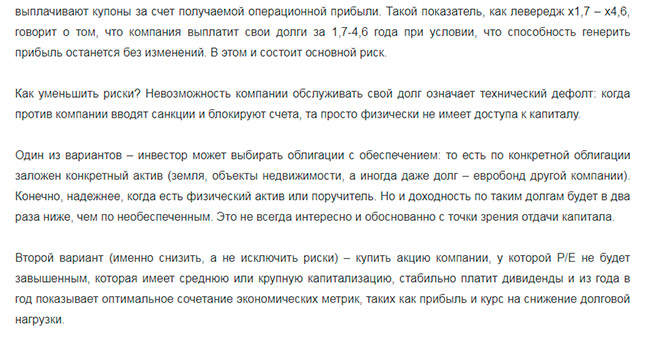 выплачивают купоны за счет получаемой операционной прибыли. Такой показатель, как левередж х1,7 – х4,6,
говорит о том, что компания выплатит свои долги за 1,7-4,6 года при условии, что способность генерить
прибыль останется без изменений. В этом и состоит основной риск.
Как уменьшить риски? Невозможность компании обслуживать свой долг означает технический дефолт: когда
против компании вводят санкции и блокируют счета, та просто физически не имеет доступа к капиталу.
Один из вариантов – инвестор может выбирать облигации с обеспечением: то есть по конкретной облигации
заложен конкретный актив (земля, объекты недвижимости, а иногда даже долг – евробонд другой компании).
Конечно, надежнее, когда есть физический актив или поручитель. Но и доходность по таким долгам будет в два
раза ниже, чем по необеспеченным. Это не всегда интересно и обоснованно с точки зрения отдачи капитала.
Второй вариант (именно снизить, а не исключить риски) – купить акцию компании, у которой P/E не будет
завышенным, которая имеет среднюю или крупную капитализацию, стабильно платит дивиденды и из года в
год показывает оптимальное сочетание экономических метрик, таких как прибыль и курс на снижение долговой
нагрузки.